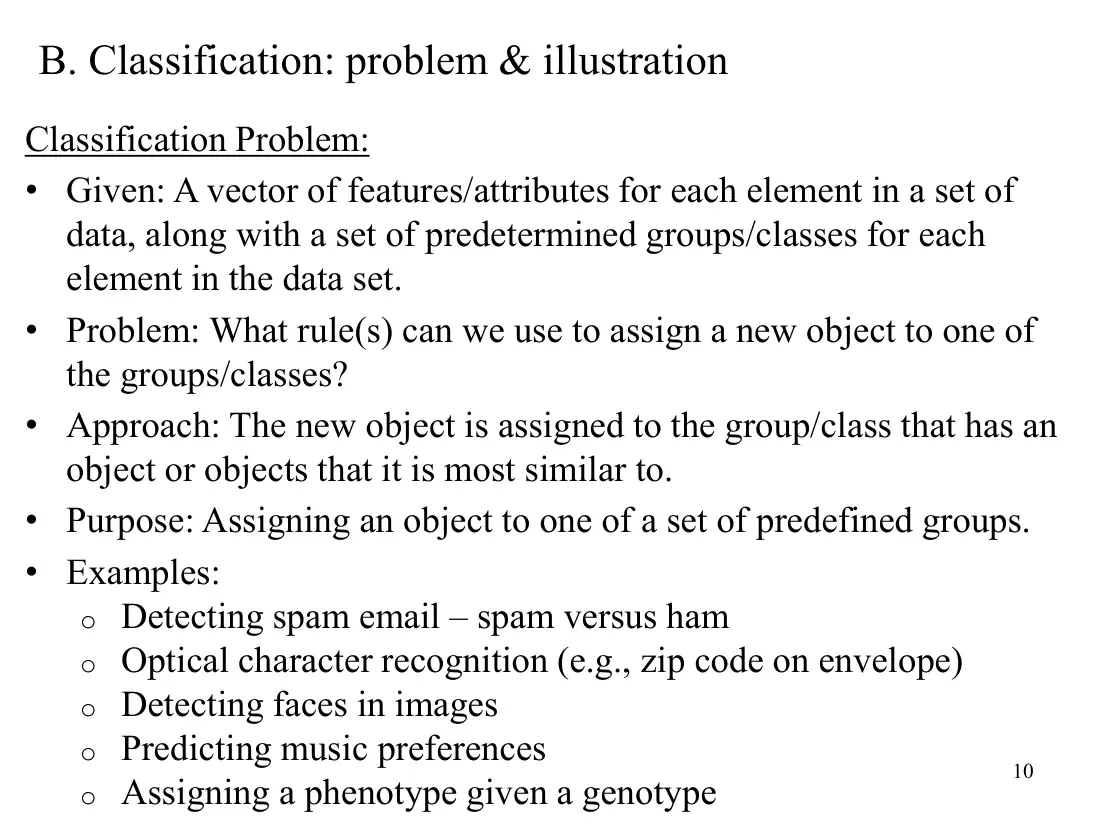 B. Classification: problem & illustration
Classification Problem:
• Given: A vector of features/attributes for each element in a set of
data, along with a set of predetermined groups/classes for each
element in the data set.
• Problem: What rule(s) can we use to assign a new object to one of
the groups/classes?
• Approach: The new object is assigned to the group/class that has an
object or objects that it is most similar to.
• Purpose: Assigning an object to one of a set of predefined groups.
• Examples:
o Detecting spam email – spam versus ham
o Optical character recognition (e.g., zip code on envelope)
o Detecting faces in images
o Predicting music preferences
o Assigning a phenotype given a genotype
10